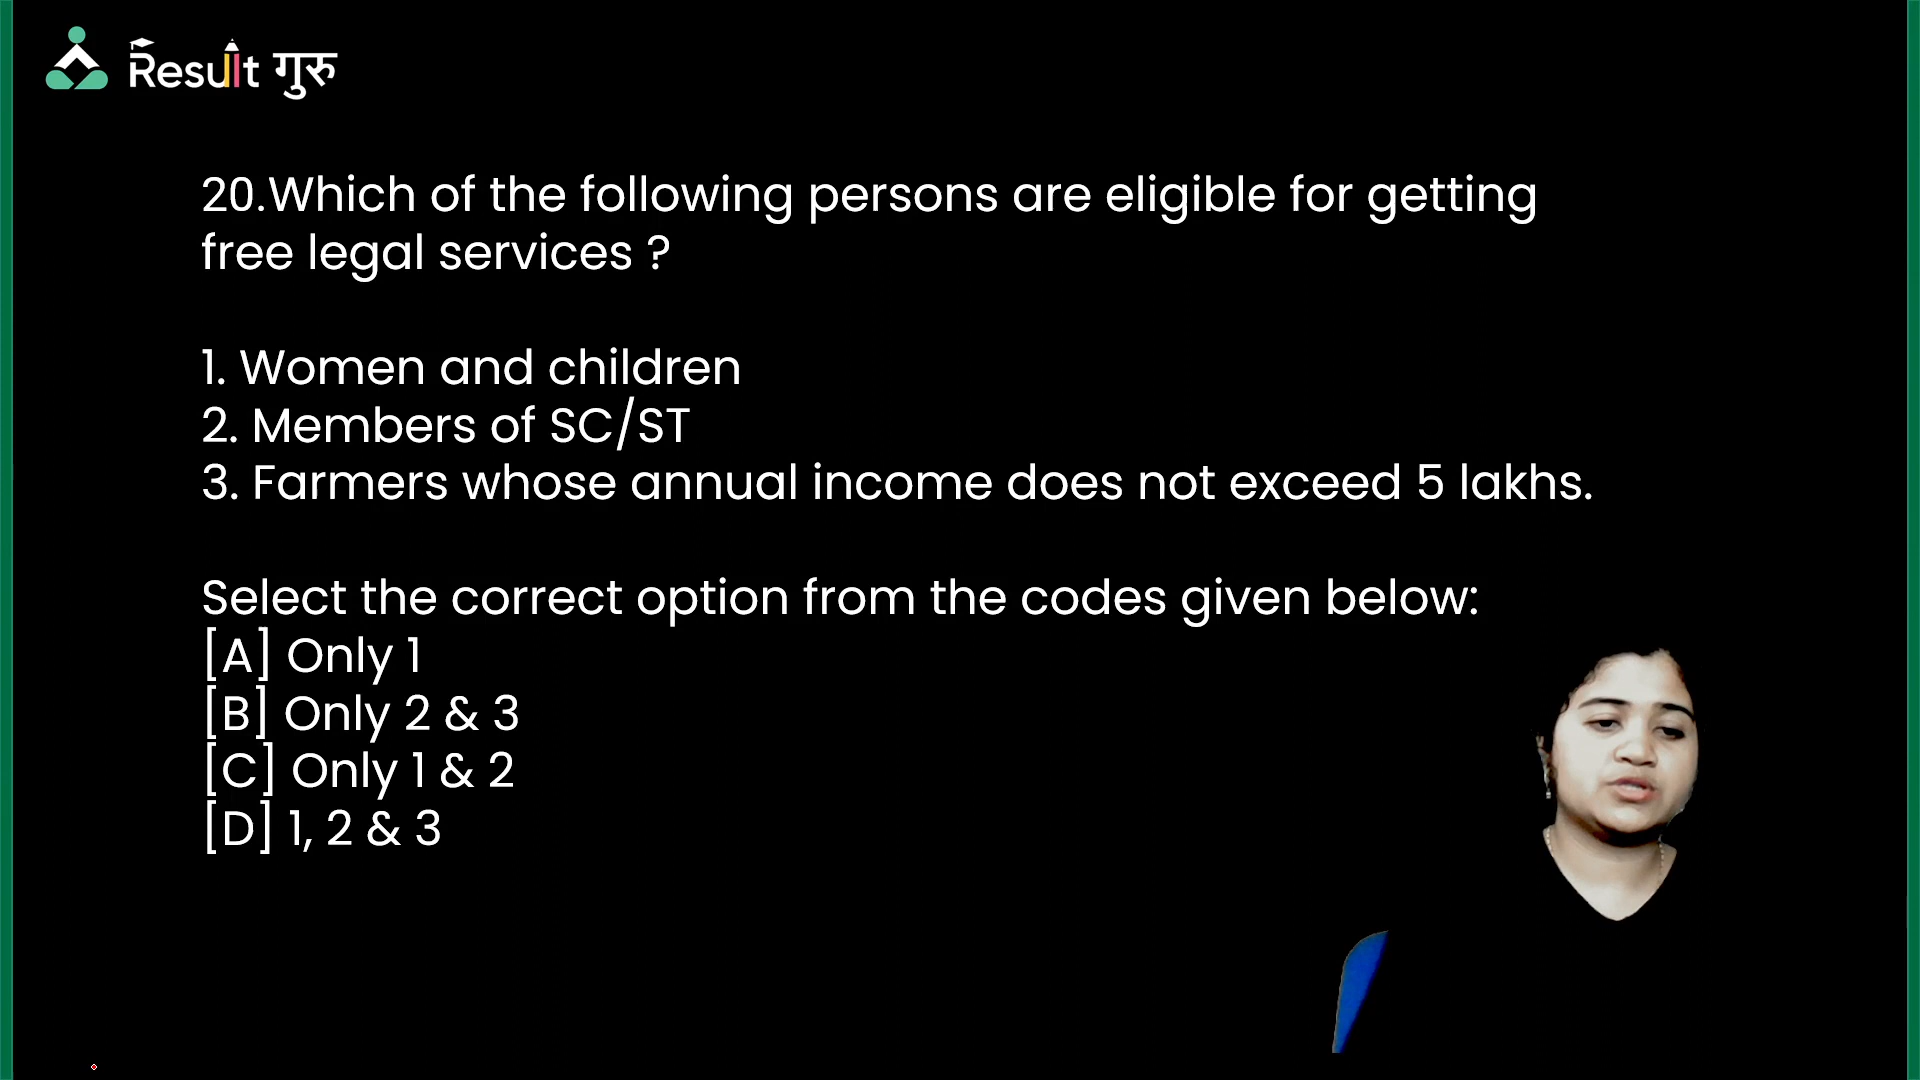 Result गुरु
20.Which of the following persons are eligible for getting
free legal services ?
1. Women and children
2. Members of SC/ST
3. Farmers whose annual income does not exceed 5 lakhs.
Select the correct option from the codes given below:
[A] Only 1
[B] Only 2 & 3
[C] Only 1 & 2
[D] 1, 2 & 3